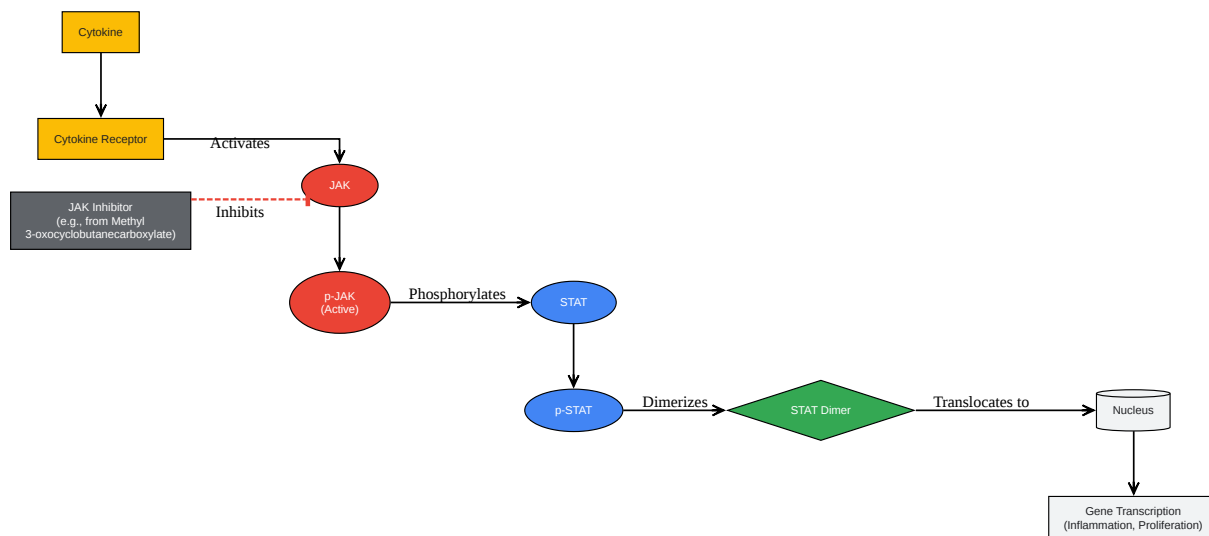 Cytokine
Cytokine Receptor
Activates
JAK
JAK Inhibitor
(e.g., from Methyl
3-oxocyclobutanecarboxylate)
Inhibits
p-JAK
(Active)
Phosphorylates
STAT
p-STAT
Dimerizes
STAT Dimer
Translocates to
Nucleus
Gene Transcription
(Inflammation, Proliferation)